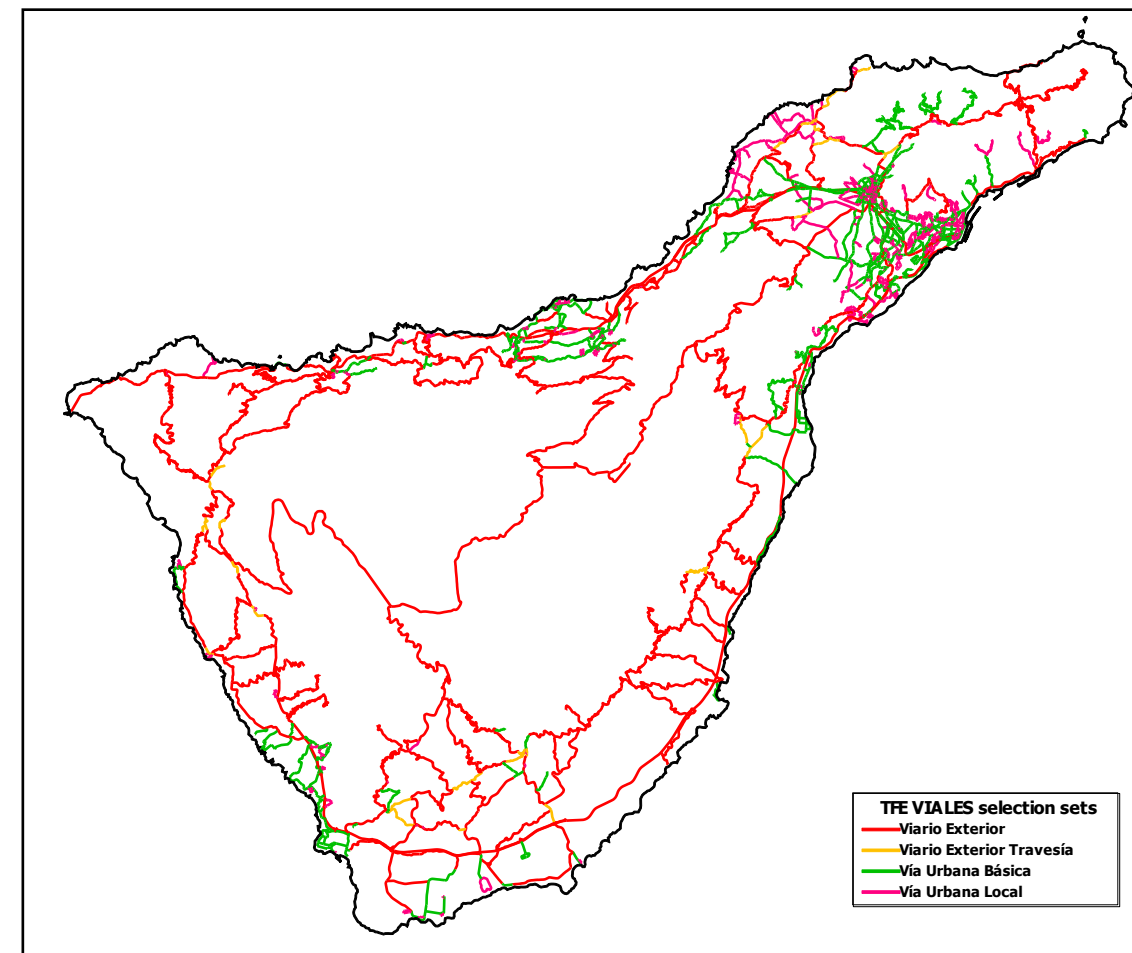 TFE VIALES selection sets
Viario Exterior
Viario Exterior Travesía
Vía Urbana Básica
Vía Urbana Local